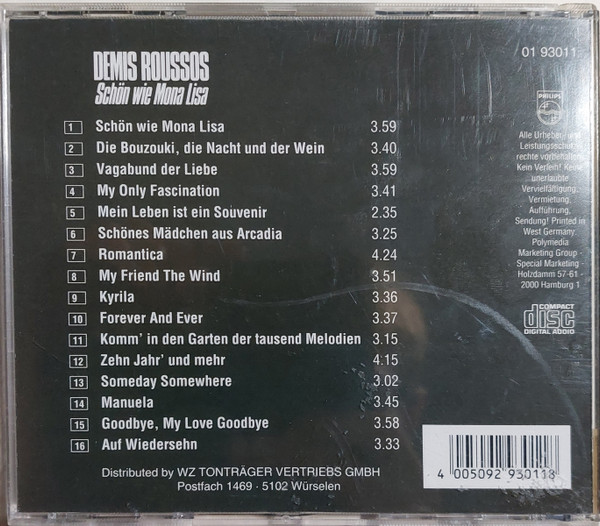 DEMIS ROUSSOS
Schön wie Mona Lisa
01 93011
1 Schön wie Mona Lisa 3.59
2 Die Bouzouki, die Nacht und der Wein 3.40
3 Vagabund der Liebe 3.59
4 My Only Fascination 3.41
5 Mein Leben ist ein Souvenir 2.35
6 Schönes Mädchen aus Arcadia 3.25
7 Romantica 4.24
8 My Friend The Wind 3.51
9 Kyrila 3.36
10 Forever And Ever 3.37
11 Komm' in den Garten der tausend Melodien 3.15
12 Zehn Jahr' und mehr 4.15
13 Someday Somewhere 3.02
14 Manuela 3.45
15 Goodbye, My Love Goodbye 3.58
16 Auf Wiedersehn 3.33
Distributed by WZ TONTRÄGER VERTRIEBS GMBH
Postfach 1469 · 5102 Würselen
PHILIPS
Alle Urheber- und
Leistungsschutz-
rechte vorbehalten.
Kein Verleih! Keine
unerlaubte
Vervielfältigung,
Vermietung,
Aufführung,
Sendung! Printed in
West Germany.
Polymedia
Marketing Group -
Special Marketing -
Holzdamm 57-61 -
2000 Hamburg 1
COMPACT
disc
DIGITAL AUDIO
4 005092 930118